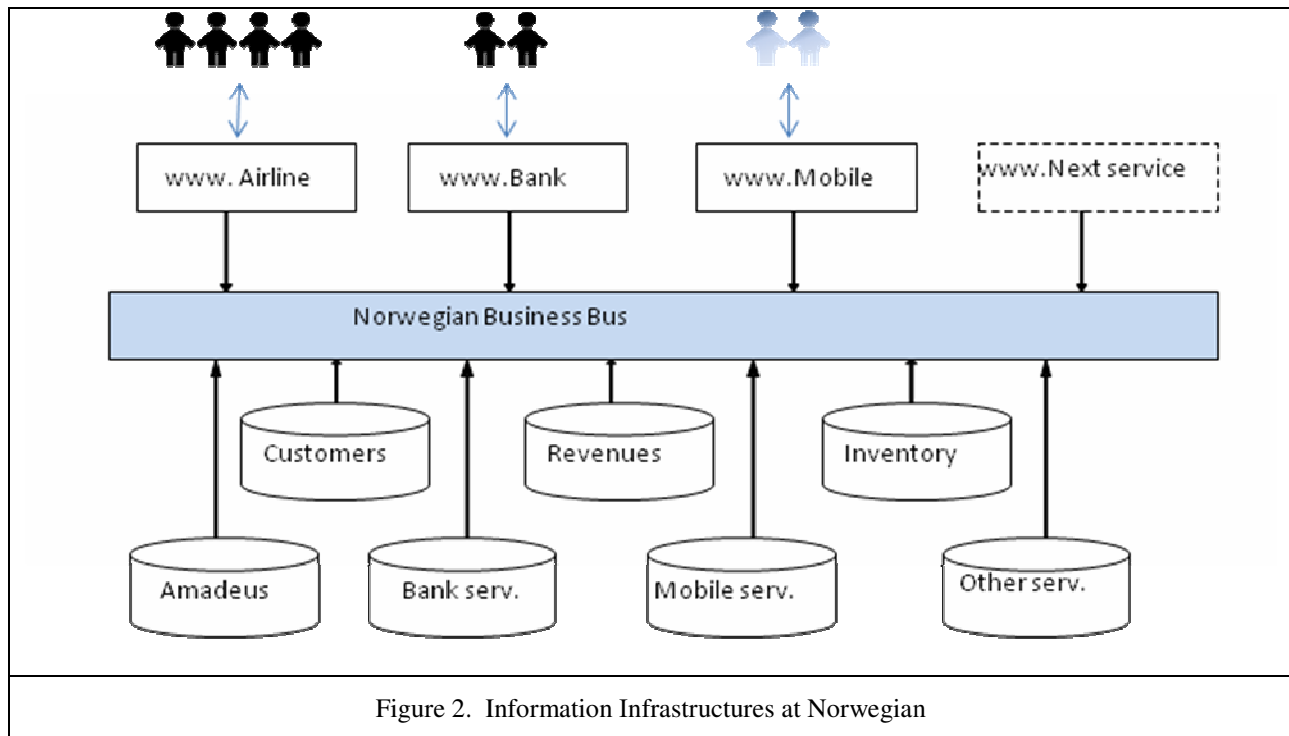 www. Airline
www.Bank
www.Mobile
www.Next service
Norwegian Business Bus
Customers
Revenues
Inventory
Amadeus
Bank serv.
Mobile serv.
Other serv.
Figure 2. Information Infrastructures at Norwegian